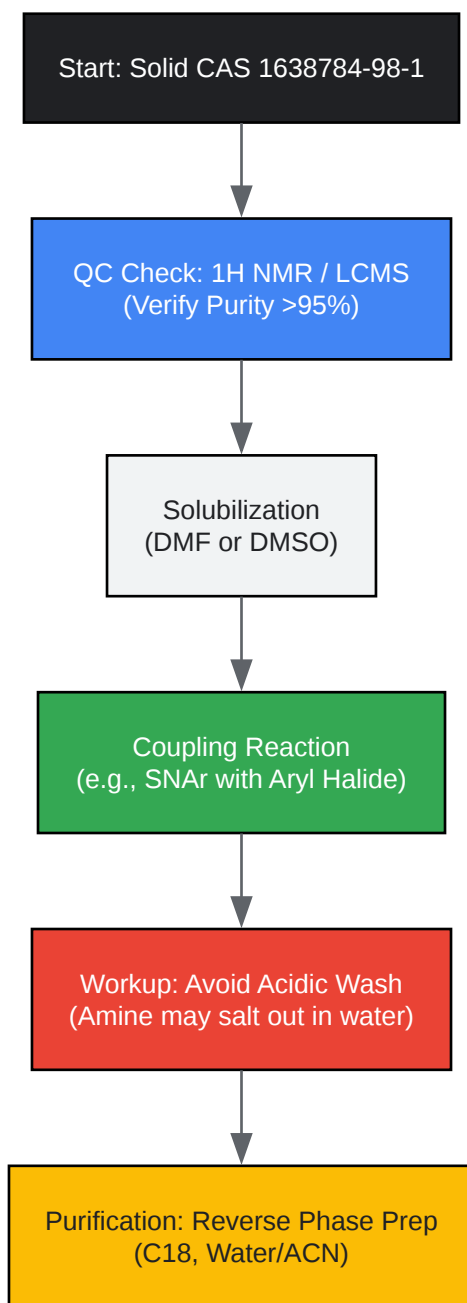 Start: Solid CAS 1638784-98-1
QC Check: 1H NMR / LCMS
(Verify Purity >95%)
Solubilization
(DMF or DMSO)
Coupling Reaction
(e.g., SNAr with Aryl Halide)
Workup: Avoid Acidic Wash
(Amine may salt out in water)
Purification: Reverse Phase Prep
(C18, Water/ACN)